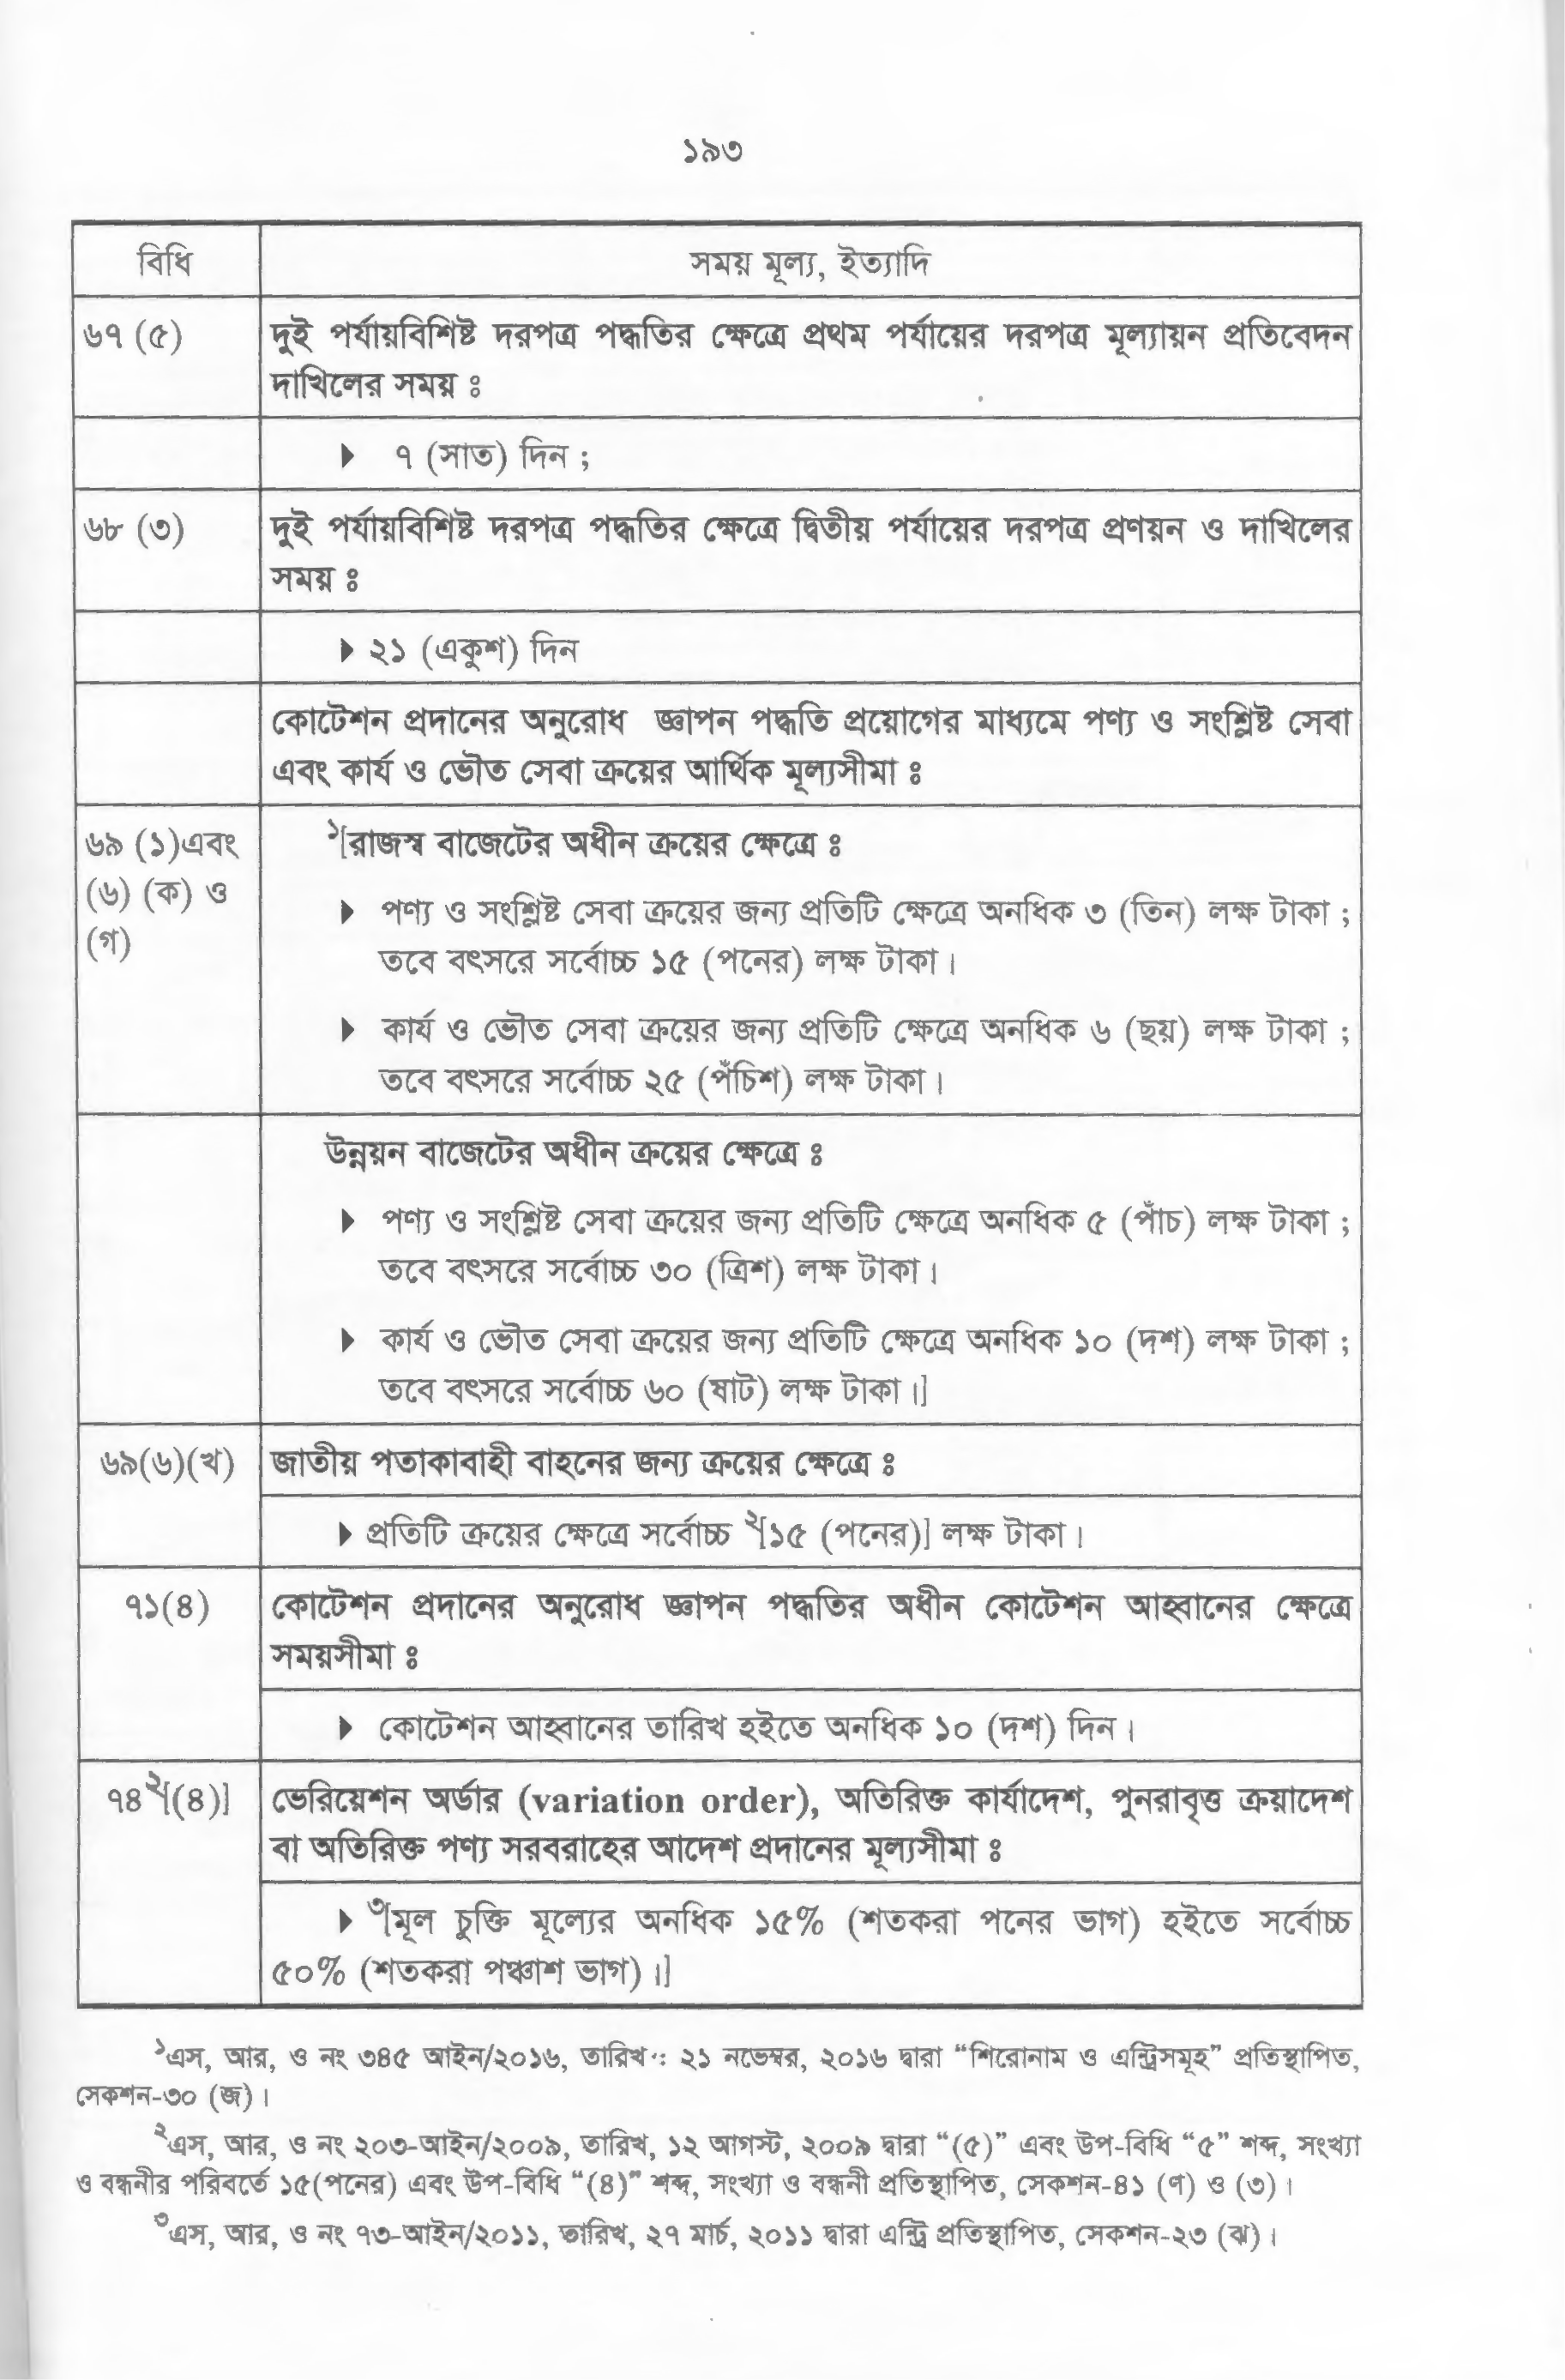 ১৯৩
বিধি
সময় মূল্য, ইত্যাদি
৬৭ (৫)
দুই পর্যায়বিশিষ্ট দরপত্র পদ্ধতির ক্ষেত্রে প্রথম পর্যায়ের দরপত্র মূল্যায়ন প্রতিবেদন
দাখিলের সময় ঃ
৭ (সাত) দিন ;
৬৮ (৩)
দুই পর্যায়বিশিষ্ট দরপত্র পদ্ধতির ক্ষেত্রে দ্বিতীয় পর্যায়ের দরপত্র প্রণয়ন ও দাখিলের
সময় ঃ
২১ (একুশ) দিন
কোটেশন প্রদানের অনুরোধ জ্ঞাপন পদ্ধতি প্রয়োগের মাধ্যমে পণ্য ও সংশ্লিষ্ট সেবা
এবং কার্য ও ভৌত সেবা ক্রয়ের আর্থিক মূল্যসীমা ঃ
৬৯ (১)এবং
(৬) (ক) ও
(গ)
১[রাজস্ব বাজেটের অধীন ক্রয়ের ক্ষেত্রে ঃ
পণ্য ও সংশ্লিষ্ট সেবা ক্রয়ের জন্য প্রতিটি ক্ষেত্রে অনধিক ৩ (তিন) লক্ষ টাকা ;
তবে বৎসরে সর্বোচ্চ ১৫ (পনের) লক্ষ টাকা।
কার্য ও ভৌত সেবা ক্রয়ের জন্য প্রতিটি ক্ষেত্রে অনধিক ৬ (ছয়) লক্ষ টাকা ;
তবে বৎসরে সর্বোচ্চ ২৫ (পঁচিশ) লক্ষ টাকা।
উন্নয়ন বাজেটের অধীন ক্রয়ের ক্ষেত্রে ঃ
পণ্য ও সংশ্লিষ্ট সেবা ক্রয়ের জন্য প্রতিটি ক্ষেত্রে অনধিক ৫ (পাঁচ) লক্ষ টাকা ;
তবে বৎসরে সর্বোচ্চ ৩০ (ত্রিশ) লক্ষ টাকা।
কার্য ও ভৌত সেবা ক্রয়ের জন্য প্রতিটি ক্ষেত্রে অনধিক ১০ (দশ) লক্ষ টাকা ;
তবে বৎসরে সর্বোচ্চ ৬০ (ষাট) লক্ষ টাকা।]
৬৯(৬)(খ)
জাতীয় পতাকাবাহী বাহনের জন্য ক্রয়ের ক্ষেত্রে ঃ
প্রতিটি ক্রয়ের ক্ষেত্রে সর্বোচ্চ ২[১৫ (পনের)] লক্ষ টাকা।
৭১(৪)
কোটেশন প্রদানের অনুরোধ জ্ঞাপন পদ্ধতির অধীন কোটেশন আহ্বানের ক্ষেত্রে
সময়সীমা ঃ
কোটেশন আহ্বানের তারিখ হইতে অনধিক ১০ (দশ) দিন।
৭৪২[(৪)]
ভেরিয়েশন অর্ডার (variation order), অতিরিক্ত কার্যাদেশ, পুনরাবৃত্ত ক্রয়াদেশ
বা অতিরিক্ত পণ্য সরবরাহের আদেশ প্রদানের মূল্যসীমা ঃ
৩[মূল চুক্তি মূল্যের অনধিক ১৫% (শতকরা পনের ভাগ) হইতে সর্বোচ্চ
৫০% (শতকরা পঞ্চাশ ভাগ) ।]
১এস, আর, ও নং ৩৪৫ আইন/২০১৬, তারিখ : ২১ নভেম্বর, ২০১৬ দ্বারা “শিরোনাম ও এন্ট্রিসমূহ” প্রতিস্থাপিত,
সেকশন-৩০ (জ)।
২এস, আর, ও নং ২০৩-আইন/২০০৯, তারিখ, ১২ আগস্ট, ২০০৯ দ্বারা “(৫)” এবং উপ-বিধি “৫” শব্দ, সংখ্যা
ও বন্ধনীর পরিবর্তে ১৫(পনের) এবং উপ-বিধি “(৪)” শব্দ, সংখ্যা ও বন্ধনী প্রতিস্থাপিত, সেকশন-৪১ (ণ) ও (৩)।
৩এস, আর, ও নং ৭৩-আইন/২০১১, তারিখ, ২৭ মার্চ, ২০১১ দ্বারা এন্ট্রি প্রতিস্থাপিত, সেকশন-২৩ (ঝ)।